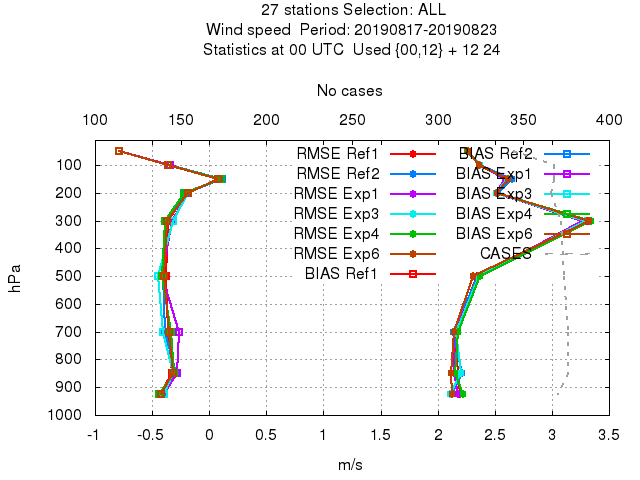 27 stations Selection: ALL
Wind speed  Period: 20190817-20190823
Statistics at 00 UTC  Used {00,12} + 12 24
No cases
100 150 200 250 300 350 400
RMSE Ref1 BIAS Ref2
RMSE Ref2 BIAS Exp1
RMSE Exp1 BIAS Exp3
RMSE Exp3 BIAS Exp4
RMSE Exp4 BIAS Exp6
RMSE Exp6 CASES
BIAS Ref1
100
200
300
400
500
600
700
800
900
1000
hPa
-1 -0.5 0 0.5 1 1.5 2 2.5 3 3.5
m/s